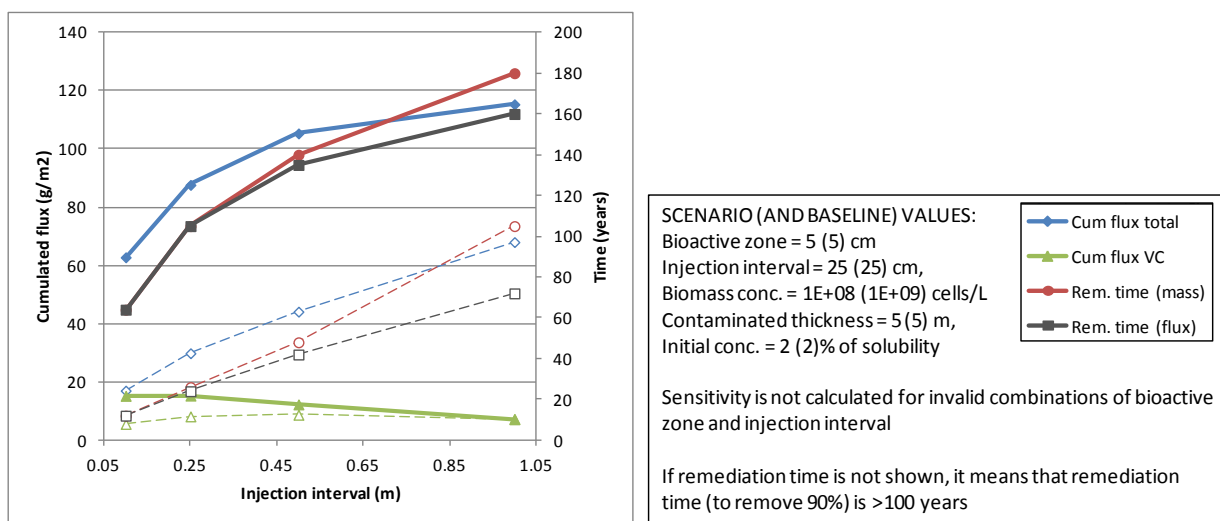 140
120
100
80
60
40
20
0
Cumulated flux (g/m2)
200
180
160
140
120
100
80
60
40
20
0
Time (years)
0.05 0.25 0.45 0.65 0.85 1.05
Injection interval (m)
SCENARIO (AND BASELINE) VALUES:
Bioactive zone = 5 (5) cm
Injection interval = 25 (25) cm,
Biomass conc. = 1E+08 (1E+09) cells/L
Contaminated thickness = 5 (5) m,
Initial conc. = 2 (2)% of solubility
Cum flux total
Cum flux VC
Rem. time (mass)
Rem. time (flux)
Sensitivity is not calculated for invalid combinations of bioactive
zone and injection interval
If remediation time is not shown, it means that remediation
time (to remove 90%) is >100 years